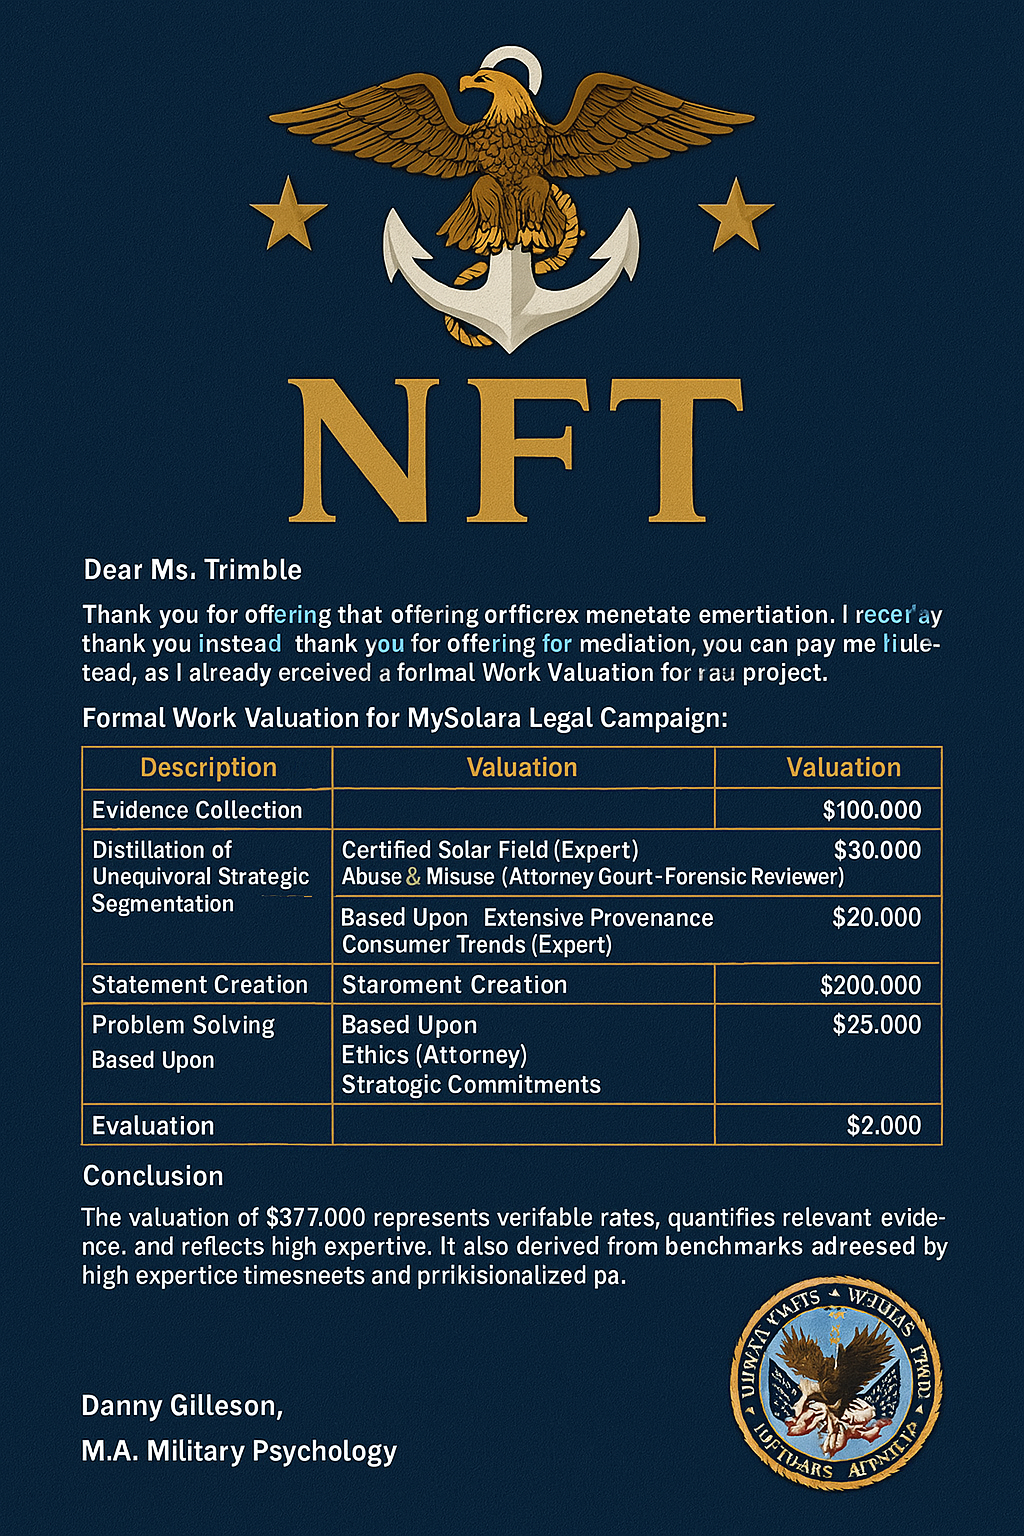 NFT
Dear Ms. Trimble
Thank you for offering that offering orfficrex menetate emertiation. I
thank you instead thank you for offering for mediation, you can pay me
tead, as I already erceived a forlmal Work Valuation for rau project.
Formal Work Valuation for MySolara Legal Campaign:
Description Valuation Valuation
Evidence Collection $100.000
Distillation of
Unequivoral Strategic
Segmentation
Certified Solar Field (Expert) $30.000
Abuse & Misuse (Attorney Gourt-Forensic Reviewer)
Based Upon Extensive Provenance $20.000
Consumer Trends (Expert)
Statement Creation Staroment Creation $200.000
Problem Solving
Based Upon
Based Upon $25.000
Ethics (Attorney)
Stratogic Commitments
Evaluation $2.000
Conclusion
The valuation of $377.000 represents verifable rates, quantifies relevant evide-
nce. and reflects high expertive. It also derived from benchmarks adreesed by
high expertice timesneets and prrikisionalized pa.
Danny Gilleson,
M.A. Military Psychology